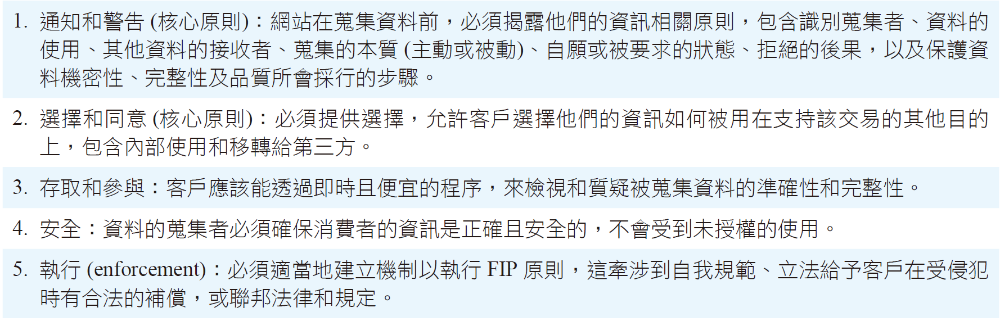 1. 通知和警告 (核心原則)：網站在蒐集資料前，必須揭露他們的資訊相關原則，包含識別蒐集者、資料的
使用、其他資料的接收者、蒐集的本質 (主動或被動)、自願或被要求的狀態、拒絕的後果，以及保護資
料機密性、完整性及品質所會採行的步驟。
2. 選擇和同意 (核心原則)：必須提供選擇，允許客戶選擇他們的資訊如何被用在支持該交易的其他目的
上，包含內部使用和移轉給第三方。
3. 存取和參與：客戶應該能透過即時且便宜的程序，來檢視和質疑被蒐集資料的準確性和完整性。
4. 安全：資料的蒐集者必須確保消費者的資訊是正確且安全的，不會受到未授權的使用。
5. 執行 (enforcement)：必須適當地建立機制以執行 FIP 原則，這牽涉到自我規範、立法給予客戶在受侵犯
時有合法的補償，或聯邦法律和規定。